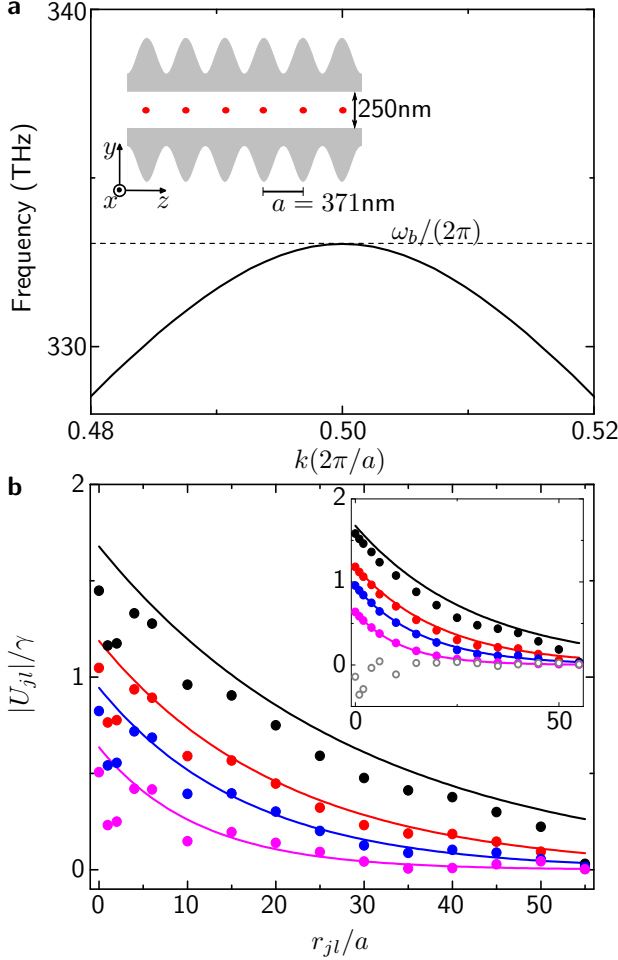 a
340
330
Frequency (THz)
250nm
y
x
z
a = 371nm
ω_b/(2π)
0.48
0.50
0.52
k(2π/a)
b
2
1
0
|U_jl|/γ
2
1
0
0
50
0
10
20
30
40
50
r_jl/a